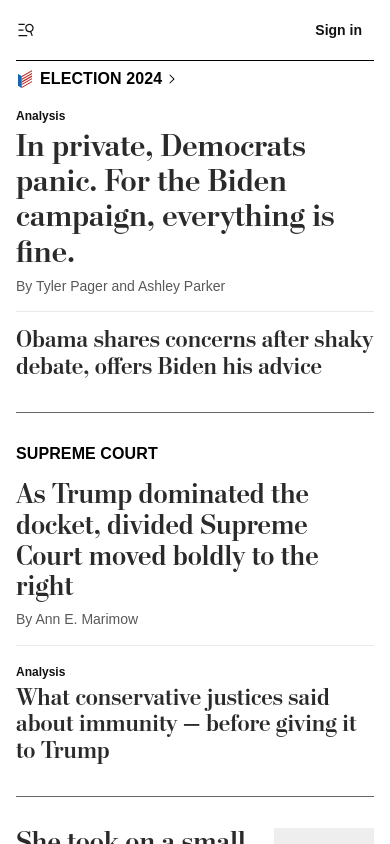 Sign in
ELECTION 2024
Analysis
In private, Democrats
panic. For the Biden
campaign, everything is
fine.
By Tyler Pager and Ashley Parker
Obama shares concerns after shaky
debate, offers Biden his advice
SUPREME COURT
As Trump dominated the
docket, divided Supreme
Court moved boldly to the
right
By Ann E. Marimow
Analysis
What conservative justices said
about immunity — before giving it
to Trump
She took on a small